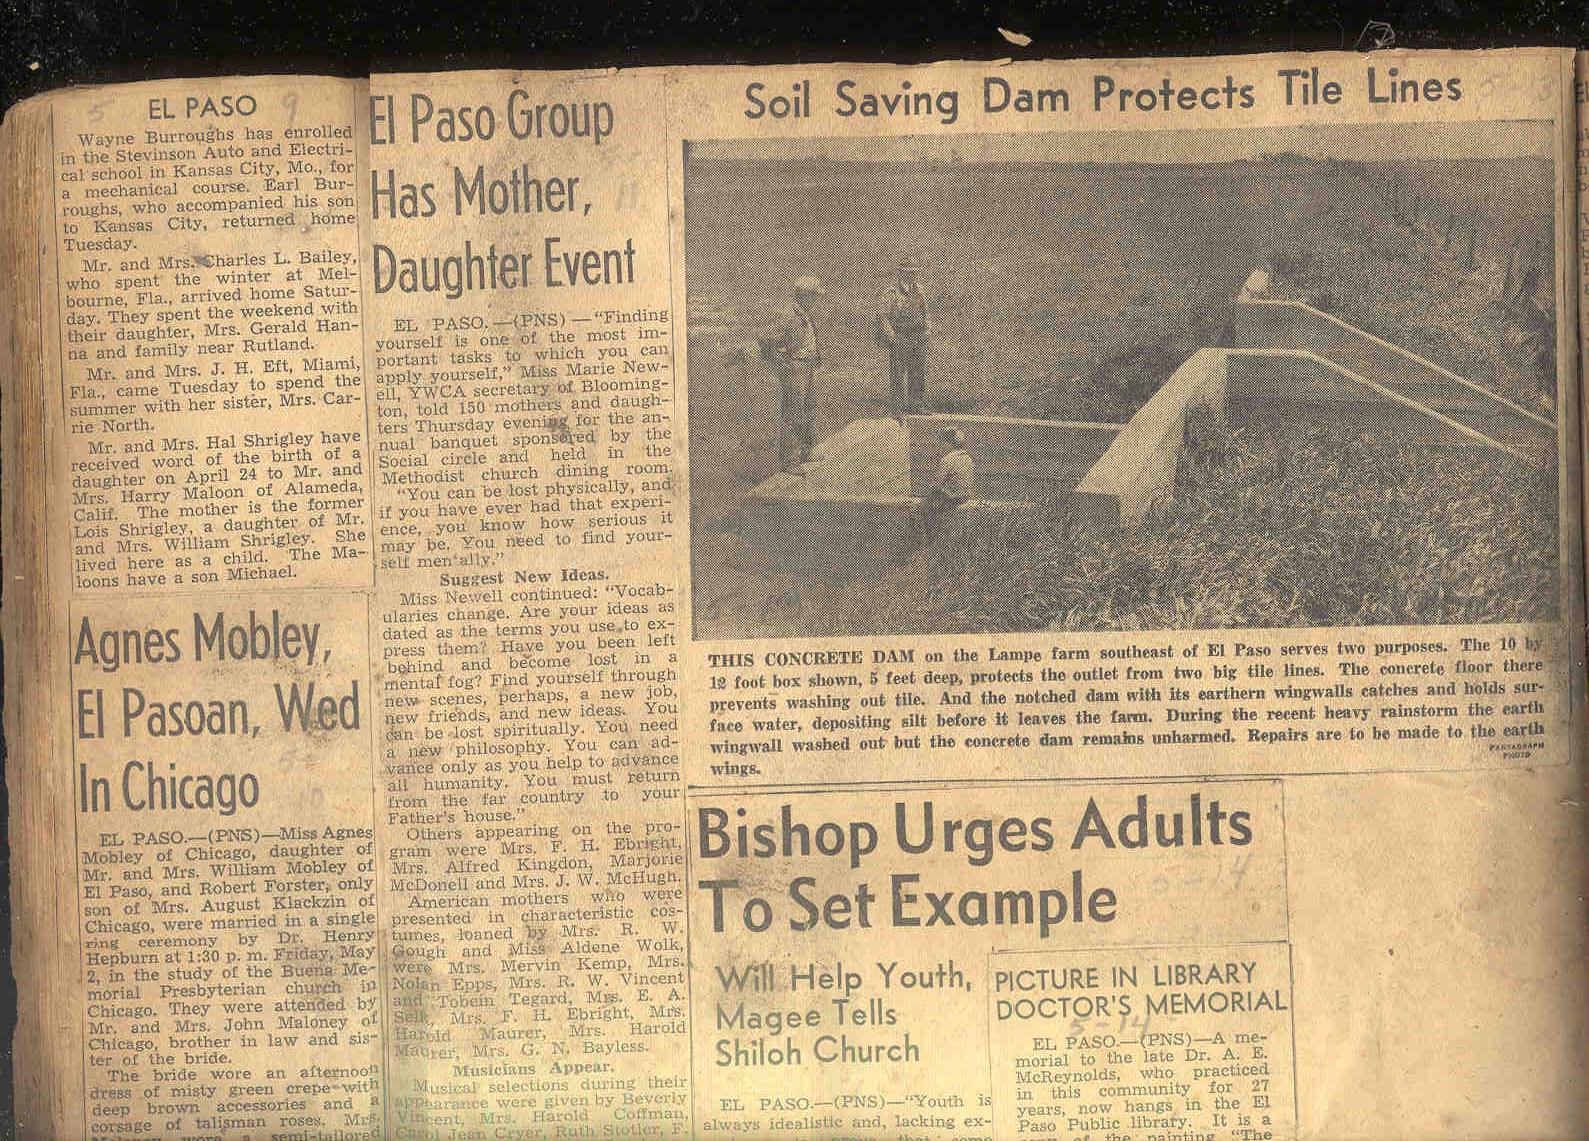 EL PASO
Wayne Burroughs has enrolled
in the Stevinson Auto and Electri-
cal school in Kansas City, Mo., for
a mechanical course. Earl Bur-
roughs, who accompanied his son
to Kansas City, returned home
Tuesday.
Mr. and Mrs. Charles L. Bailey,
who spent the winter at Mel-
bourne, Fla., arrived home Satur-
day. They spent the weekend with
their daughter, Mrs. Gerald Han-
na and family near Rutland.
Mr. and Mrs. J. H. Eft, Miami,
Fla., came Tuesday to spend the
summer with her sister, Mrs. Car-
rie North.
Mr. and Mrs. Hal Shrigley have
received word of the birth of a
daughter on April 24 to Mr. and
Mrs. Harry Maloon of Alameda,
Calif. The mother is the former
Lois Shrigley, a daughter of Mr.
and Mrs. William Shrigley. She
lived here as a child. The Ma-
loons have a son Michael.
Agnes Mobley,
El Pasoan, Wed
In Chicago
EL PASO.—(PNS)—Miss Agnes
Mobley of Chicago, daughter of
Mr. and Mrs. William Mobley of
El Paso, and Robert Forster, only
son of Mrs. August Klackzin of
Chicago, were married in a single
ring ceremony by Dr. Henry
Hepburn at 1:30 p. m. Friday, May
2, in the study of the Buena Me-
morial Presbyterian church in
Chicago. They were attended by
Mr. and Mrs. John Maloney of
Chicago, brother in law and sis-
ter of the bride.
The bride wore an afternoon
dress of misty green crepe with
deep brown accessories and a
corsage of talisman roses. Mrs.
Maloney wore a semi-tailored
El Paso Group
Has Mother,
Daughter Event
EL PASO.—(PNS)—"Finding
yourself is one of the most im-
portant tasks to which you can
apply yourself," Miss Marie New-
ell, YWCA secretary of Blooming-
ton, told 150 mothers and daugh-
ters Thursday evening for the an-
nual banquet sponsored by the
Social circle and held in the
Methodist church dining room.
"You can be lost physically, and
if you have ever had that experi-
ence, you know how serious it
may be. You need to find your-
self mentally."
Suggest New Ideas.
Miss Newell continued: "Vocab-
ularies change. Are your ideas as
dated as the terms you use to ex-
press them? Have you been left
behind and become lost in a
mental fog? Find yourself through
new scenes, perhaps, a new job,
new friends, and new ideas. You
can be lost spiritually. You need
a new philosophy. You can ad-
vance only as you help to advance
all humanity. You must return
from the far country to your
Father's house."
Others appearing on the pro-
gram were Mrs. F. H. Ebright,
Mrs. Alfred Kingdon, Marjorie
McDonell and Mrs. J. W. McHugh.
American mothers who were
presented in characteristic cos-
tumes, loaned by Mrs. R. W.
Gough and Miss Aldene Wolk,
were Mrs. Mervin Kemp, Mrs.
Nolan Epps, Mrs. R. W. Vincent
and Tobein Tegard, Mrs. E. A.
Selk, Mrs. F. H. Ebright, Mrs.
Harold Maurer, Mrs. Harold
Maurer, Mrs. G. N. Bayless.
Musicians Appear.
Musical selections during their
appearance were given by Beverly
Vincent, Mrs. Harold Coffman,
Carol Jean Cryer, Ruth Stotler, F.
Soil Saving Dam Protects Tile Lines
THIS CONCRETE DAM on the Lampe farm southeast of El Paso serves two purposes. The 10 by
12 foot box shown, 5 feet deep, protects the outlet from two big tile lines. The concrete floor there
prevents washing out tile. And the notched dam with its earthern wingwalls catches and holds sur-
face water, depositing silt before it leaves the farm. During the recent heavy rainstorm the earth
wingwall washed out but the concrete dam remains unharmed. Repairs are to be made to the earth
wings.
PANTAGRAPH
PHOTO
Bishop Urges Adults
To Set Example
5-14
Will Help Youth,
Magee Tells
Shiloh Church
EL PASO.—(PNS)—"Youth is
always idealistic and, lacking ex-
PICTURE IN LIBRARY
DOCTOR'S MEMORIAL
5-14
EL PASO.—(PNS)—A me-
morial to the late Dr. A. E.
McReynolds, who practiced
in this community for 27
years, now hangs in the El
Paso Public library. It is a
of the painting "The